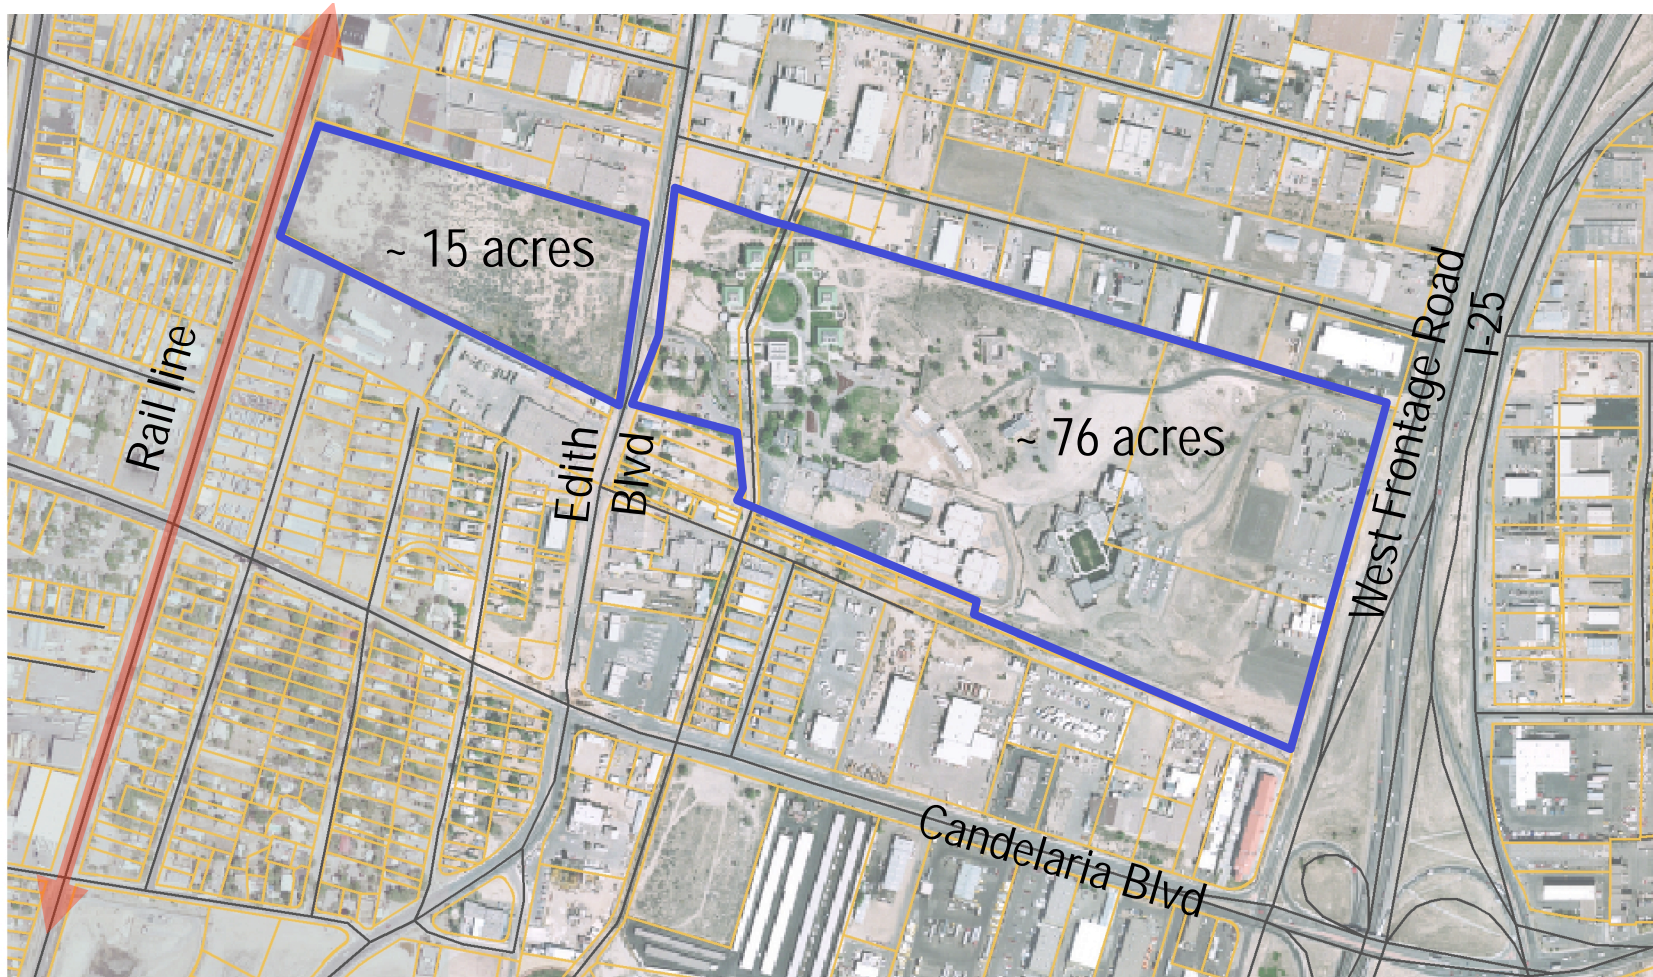 ~ 15 acres
~ 76 acres
Rail line
Edith
Blvd
West Frontage Road
I-25
Candelaria Blvd